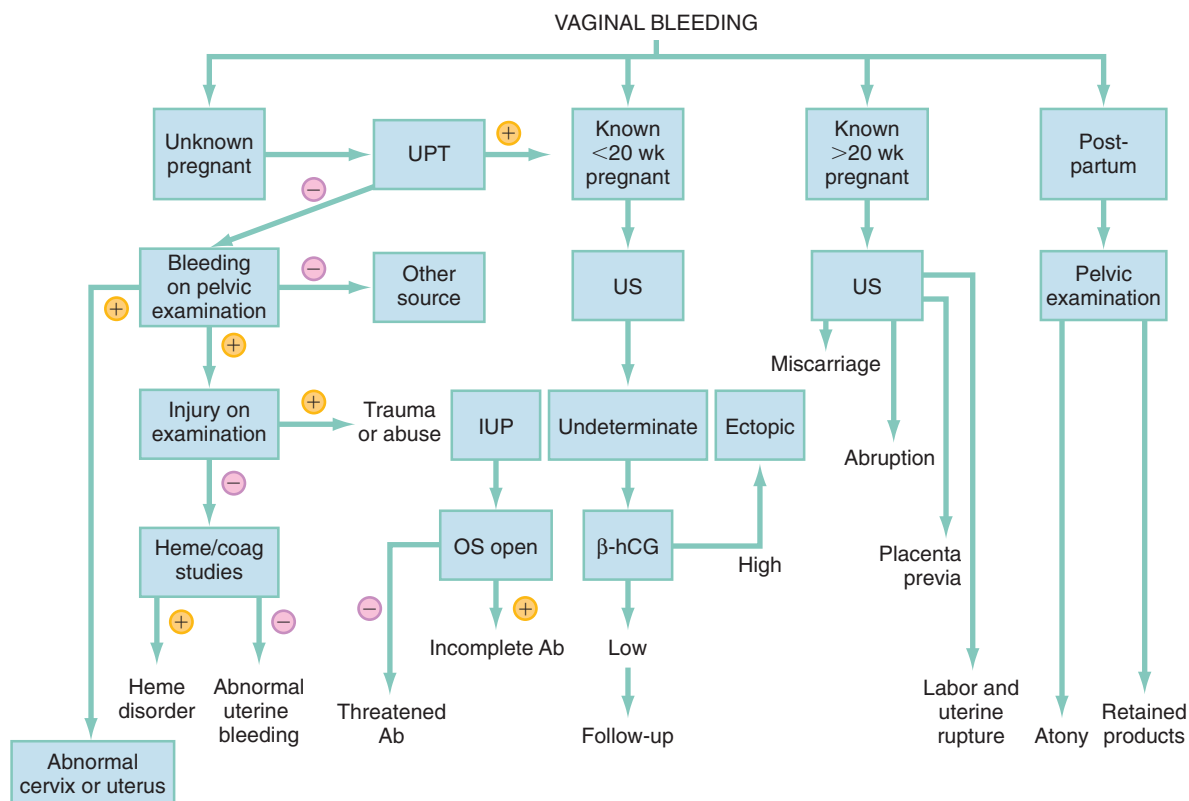 VAGINAL BLEEDING
Unknown
pregnant
UPT
+
Known
<20 wk
pregnant
Known
>20 wk
pregnant
Post-
partum
−
Bleeding
on pelvic
examination
−
Other
source
US
US
Pelvic
examination
+
+
Miscarriage
Injury on
examination
+
Trauma
or abuse
IUP
Undeterminate
Ectopic
Abruption
−
Heme/coag
studies
OS open
β-hCG
High
Placenta
previa
+
−
−
+
Incomplete Ab
Low
Heme
disorder
Abnormal
uterine
bleeding
Threatened
Ab
Follow-up
Labor and
uterine
rupture
Atony
Retained
products
Abnormal
cervix or uterus